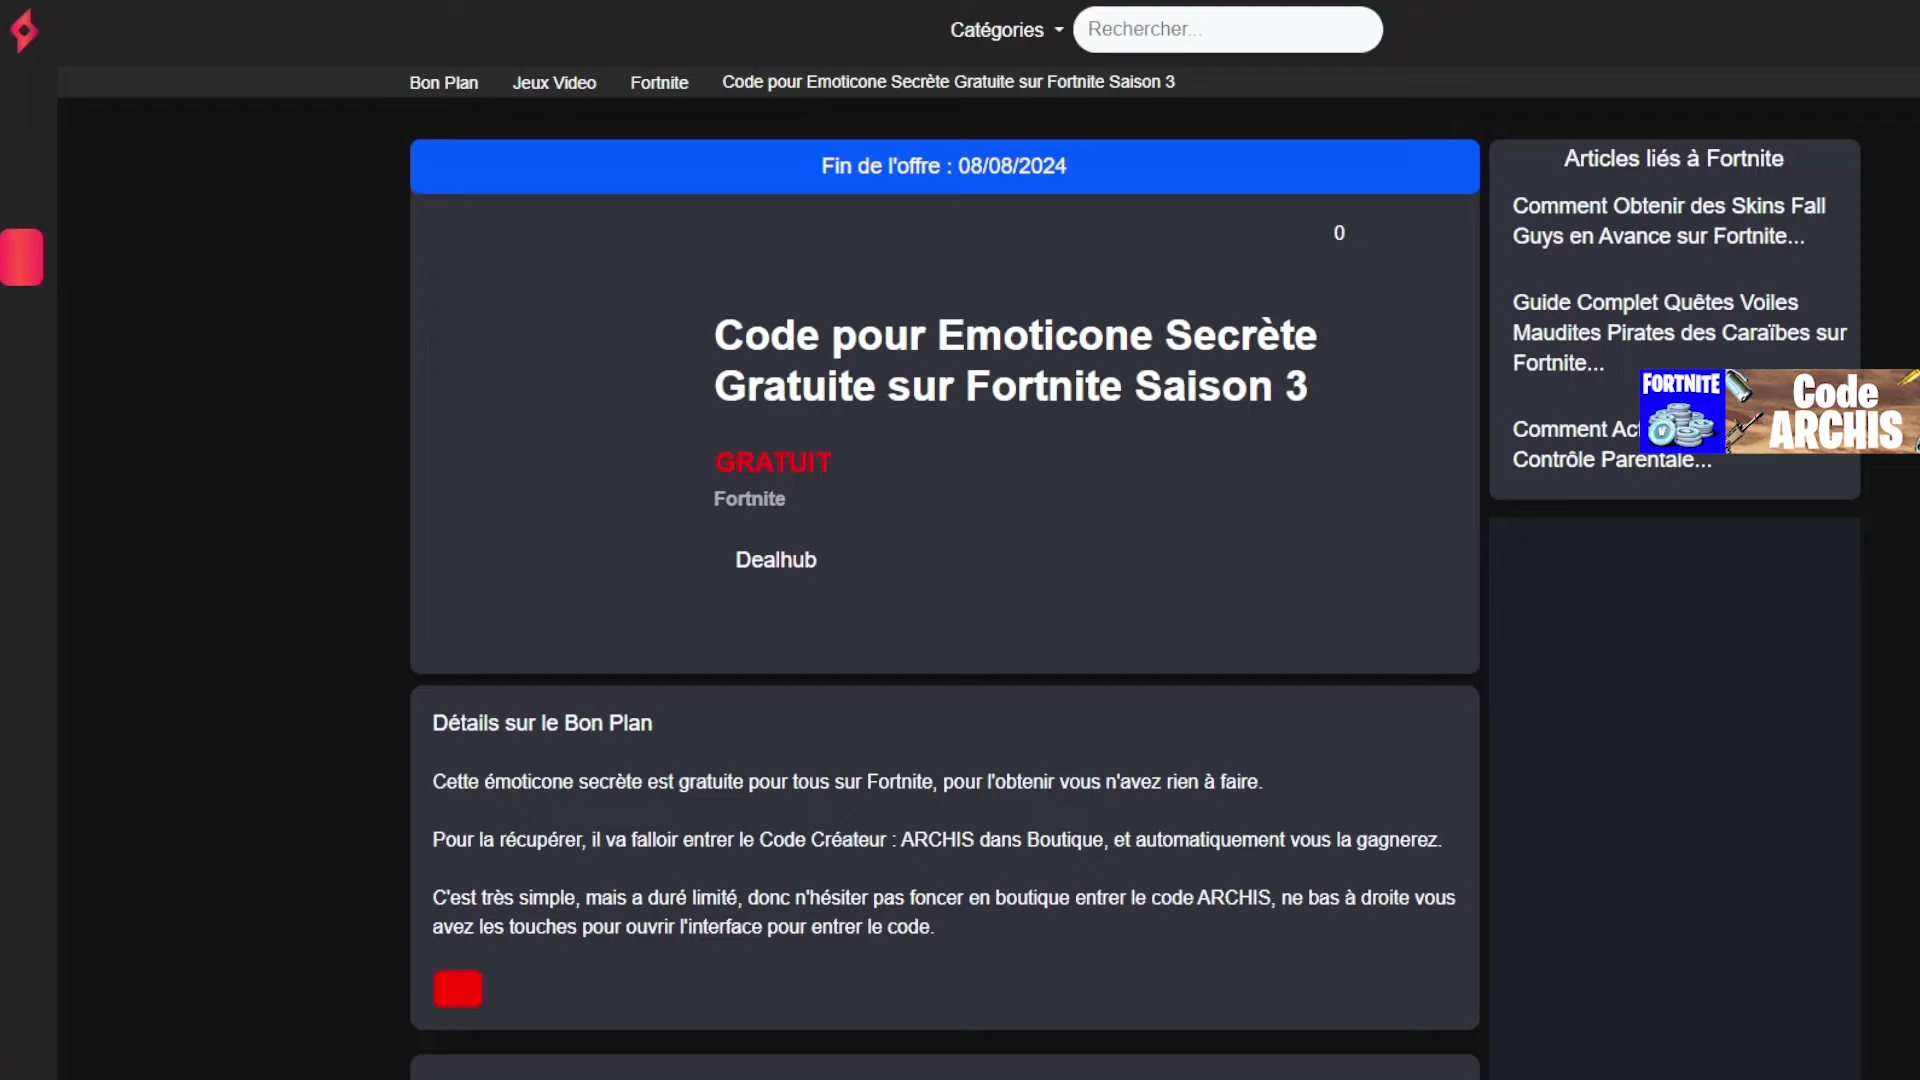 Catégories
Rechercher...
Bon Plan Jeux Video Fortnite Code pour Emoticone Secrète Gratuite sur Fortnite Saison 3
Fin de l'offre : 08/08/2024
0
Code pour Emoticone Secrète
Gratuite sur Fortnite Saison 3
GRATUIT
Fortnite
Dealhub
Détails sur le Bon Plan
Cette émoticone secrète est gratuite pour tous sur Fortnite, pour l'obtenir vous n'avez rien à faire.
Pour la récupérer, il va falloir entrer le Code Créateur : ARCHIS dans Boutique, et automatiquement vous la gagnerez.
C'est très simple, mais a duré limité, donc n'hésiter pas foncer en boutique entrer le code ARCHIS, ne bas à droite vous
avez les touches pour ouvrir l'interface pour entrer le code.
Articles liés à Fortnite
Comment Obtenir des Skins Fall
Guys en Avance sur Fortnite...
Guide Complet Quêtes Voiles
Maudites Pirates des Caraïbes sur
Fortnite...
Comment
Contrôle Parentale...
FORTNITE
Code
ARCHIS